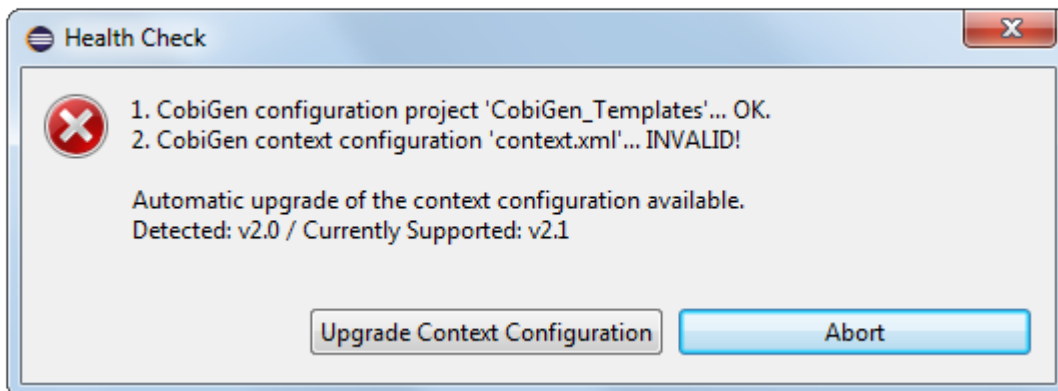 Health Check
1. CobiGen configuration project 'CobiGen_Templates'... OK.
2. CobiGen context configuration 'context.xml'... INVALID!
Automatic upgrade of the context configuration available.
Detected: v2.0 / Currently Supported: v2.1
Upgrade Context Configuration
Abort